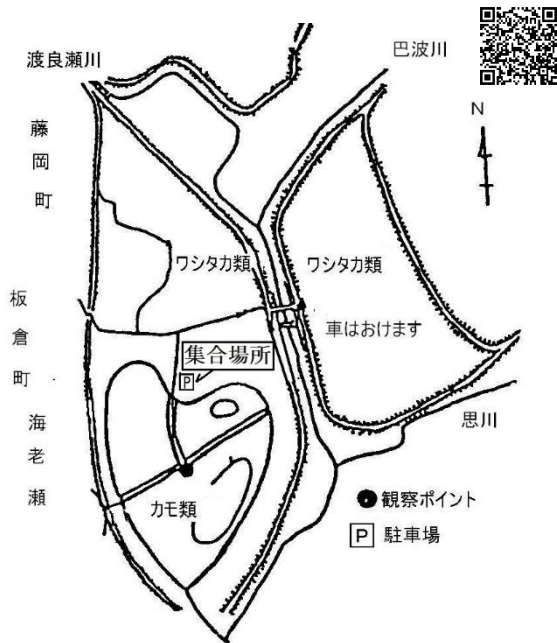 渡良瀬川
巴波川
N
藤岡町
ワシタカ類
ワシタカ類
車はおけます
板倉町
海老瀬
集合場所
P
思川
カモ類
観察ポイント
P 駐車場